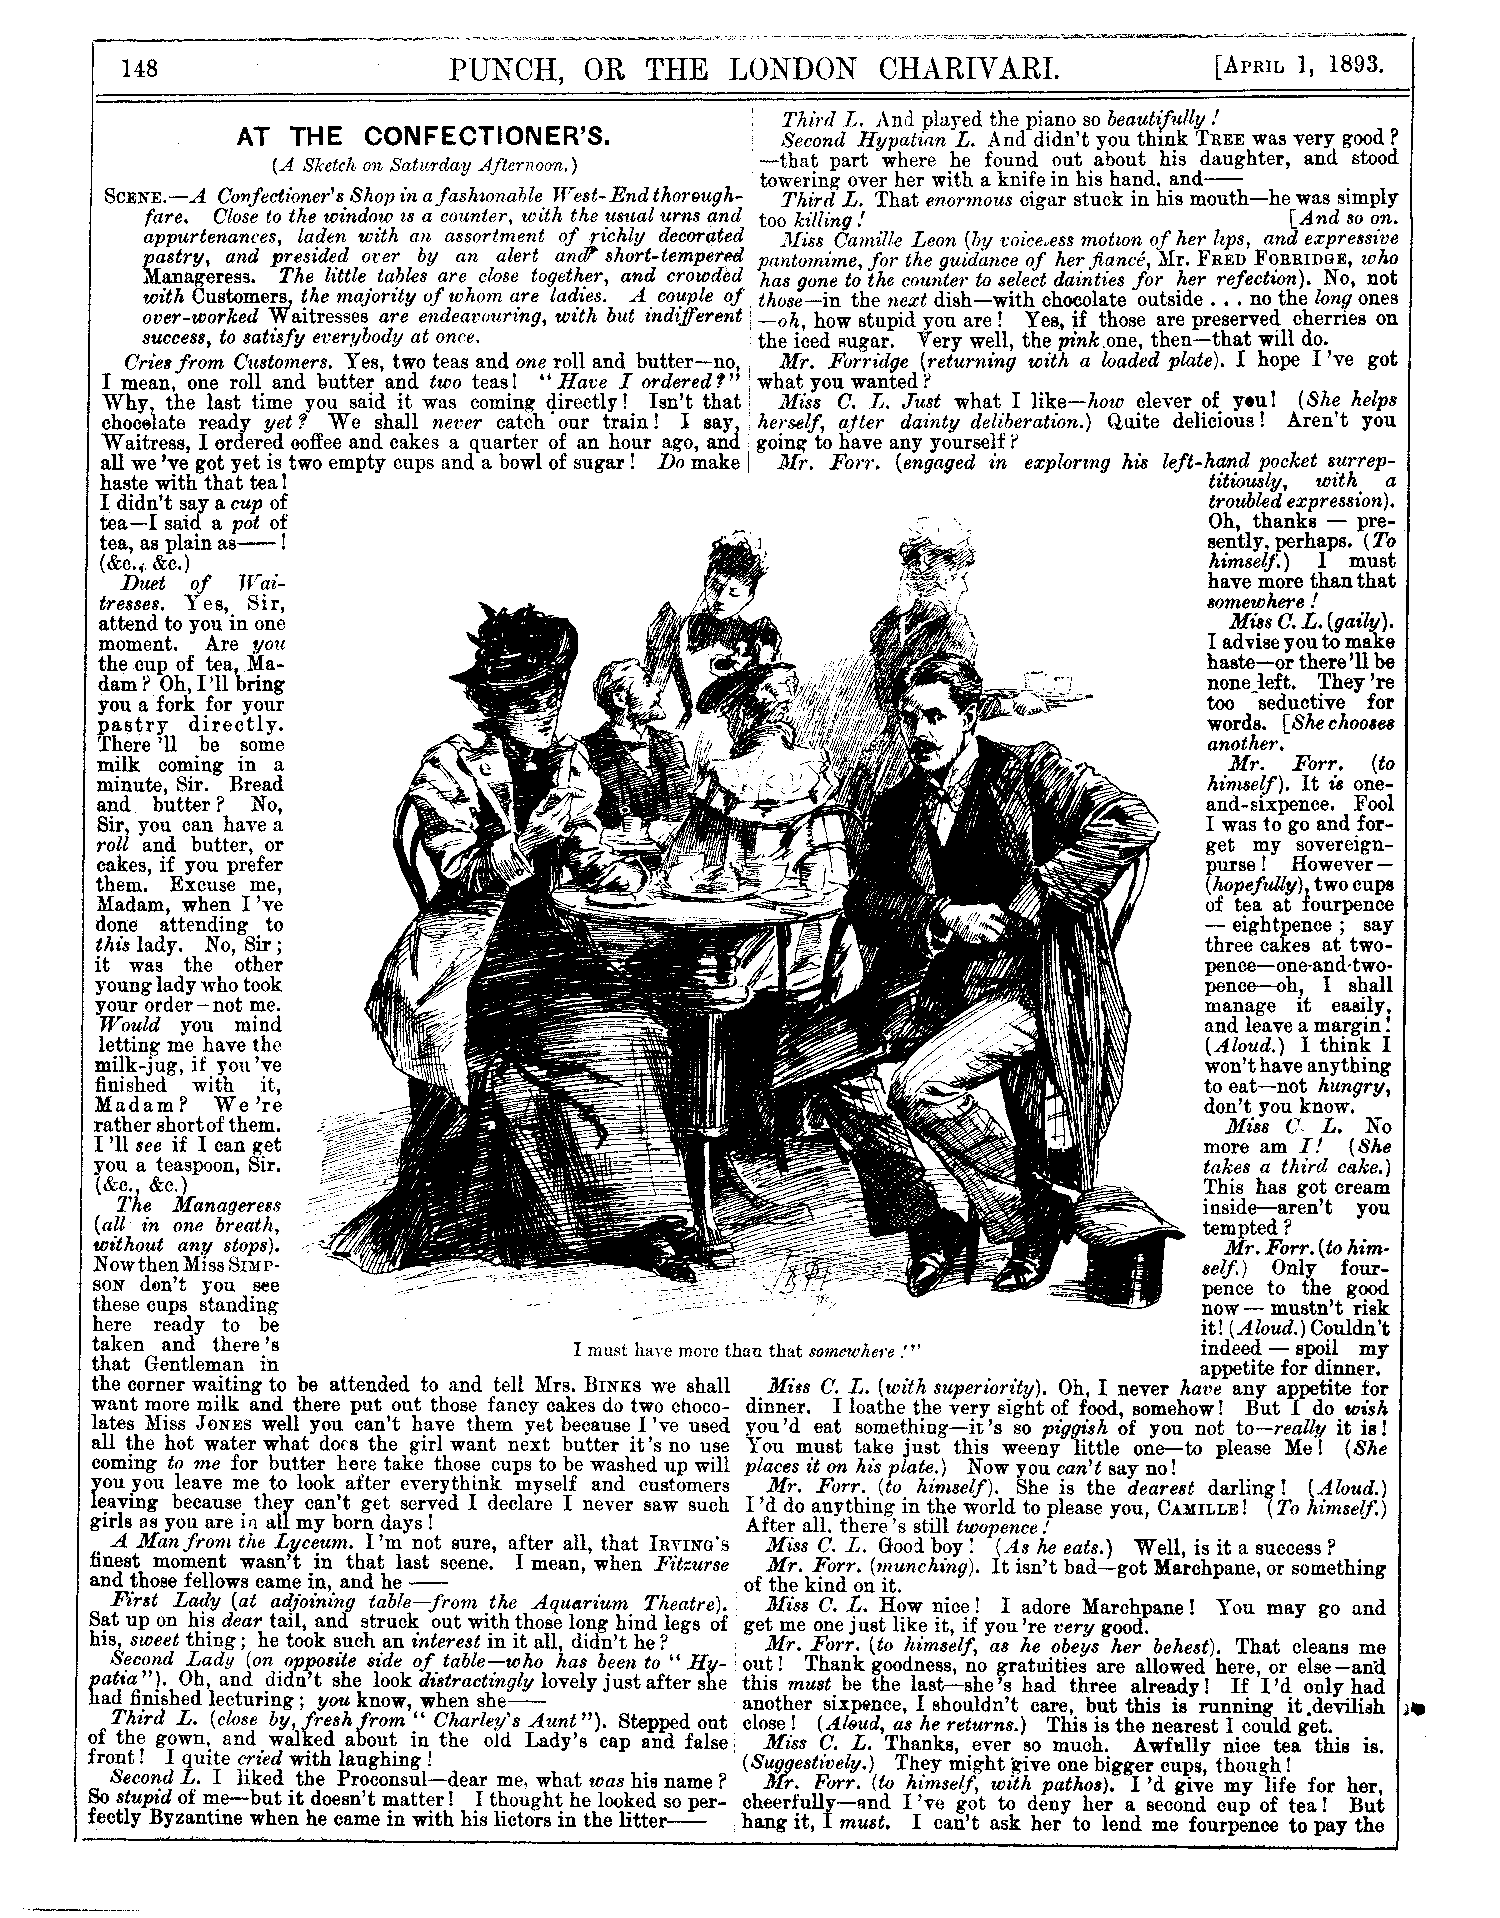 148
PUNCH, OR THE LONDON CHARIVARI.
[APRIL 1, 1893.
AT THE CONFECTIONER'S.
(A Sketch on Saturday Afternoon.)
SCENE.—A Confectioner's Shop in a fashionable West-End thorough-
fare. Close to the window is a counter, with the usual urns and
appurtenances, laden with an assortment of richly decorated
pastry, and presided over by an alert and short-tempered
Manageress. The little tables are close together, and crowded
with Customers, the majority of whom are ladies. A couple of
over-worked Waitresses are endeavouring, with but indifferent
success, to satisfy everybody at once.
Cries from Customers. Yes, two teas and one roll and butter—no,
I mean, one roll and butter and two teas! "Have I ordered?"
Why, the last time you said it was coming directly! Isn't that
chocolate ready yet? We shall never catch our train! I say,
Waitress, I ordered coffee and cakes a quarter of an hour ago, and
all we've got yet is two empty cups and a bowl of sugar! Do make
haste with that tea!
I didn't say a cup of
tea—I said a pot of
tea, as plain as——!
(&c., &c.)
Duet of Wai-
tresses. Yes, Sir,
attend to you in one
moment. Are you
the cup of tea, Ma-
dam? Oh, I'll bring
you a fork for your
pastry directly.
There'll be some
milk coming in a
minute, Sir. Bread
and butter? No,
Sir, you can have a
roll and butter, or
cakes, if you prefer
them. Excuse me,
Madam, when I've
done attending to
this lady. No, Sir;
it was the other
young lady who took
your order—not me.
Would you mind
letting me have the
milk-jug, if you've
finished with it,
Madam? We're
rather short of them.
I'll see if I can get
you a teaspoon, Sir.
(&c., &c.)
The Manageress
(all in one breath,
without any stops).
Now then Miss SIMP-
SON don't you see
these cups standing
here ready to be
taken and there's
that Gentleman in
the corner waiting to be attended to and tell Mrs. BINKS we shall
want more milk and there put out those fancy cakes do two choco-
lates Miss JONES well you can't have them yet because I've used
all the hot water what does the girl want next butter it's no use
coming to me for butter here take those cups to be washed up will
you you leave me to look after everythink myself and customers
leaving because they can't get served I declare I never saw such
girls as you are in all my born days!
A Man from the Lyceum. I'm not sure, after all, that IRVING'S
finest moment wasn't in that last scene. I mean, when Fitzurse
and those fellows came in, and he ——
First Lady (at adjoining table—from the Aquarium Theatre).
Sat up on his dear tail, and struck out with those long hind legs of
his, sweet thing; he took such an interest in it all, didn't he?
Second Lady (on opposite side of table—who has been to "Hy-
patia"). Oh, and didn't she look distractingly lovely just after she
had finished lecturing; you know, when she——
Third L. (close by, fresh from "Charley's Aunt"). Stepped out
of the gown, and walked about in the old Lady's cap and false
front! I quite cried with laughing!
Second L. I liked the Proconsul—dear me, what was his name?
So stupid of me—but it doesn't matter! I thought he looked so per-
fectly Byzantine when he came in with his lictors in the litter——
Third L. And played the piano so beautifully!
Second Hypatian L. And didn't you think TREE was very good?
—that part where he found out about his daughter, and stood
towering over her with a knife in his hand, and——
Third L. That enormous cigar stuck in his mouth—he was simply
too killing! [And so on.
Miss Camille Leon (by voiceless motion of her lips, and expressive
pantomime, for the guidance of her fiancé, Mr. FRED FORRIDGE, who
has gone to the counter to select dainties for her refection). No, not
those—in the next dish—with chocolate outside . . . no the long ones
—oh, how stupid you are! Yes, if those are preserved cherries on
the iced sugar. Very well, the pink one, then—that will do.
Mr. Forridge (returning with a loaded plate). I hope I've got
what you wanted?
Miss C. L. Just what I like—how clever of you! (She helps
herself, after dainty deliberation.) Quite delicious! Aren't you
going to have any yourself?
Mr. Forr. (engaged in exploring his left-hand pocket surrep-
titiously, with a
troubled expression).
Oh, thanks — pre-
sently, perhaps. (To
himself.) I must
have more than that
somewhere!
Miss C. L. (gaily).
I advise you to make
haste—or there'll be
none left. They're
too seductive for
words. [She chooses
another.
Mr. Forr. (to
himself). It is one-
and-sixpence. Fool
I was to go and for-
get my sovereign-
purse! However—
(hopefully), two cups
of tea at fourpence
— eightpence; say
three cakes at two-
pence—one-and-two-
pence—oh, I shall
manage it easily,
and leave a margin!
(Aloud.) I think I
won't have anything
to eat—not hungry,
don't you know.
Miss C. L. No
more am I! (She
takes a third cake.)
This has got cream
inside—aren't you
tempted?
Mr. Forr. (to him-
self.) Only four-
pence to the good
now — mustn't risk
it! (Aloud.) Couldn't
indeed — spoil my
appetite for dinner.
I must have more than that somewhere!"
Miss C. L. (with superiority). Oh, I never have any appetite for
dinner. I loathe the very sight of food, somehow! But I do wish
you'd eat something—it's so piggish of you not to—really it is!
You must take just this weeny little one—to please Me! (She
places it on his plate.) Now you can't say no!
Mr. Forr. (to himself). She is the dearest darling! (Aloud.)
I'd do anything in the world to please you, CAMILLE! (To himself.)
After all, there's still twopence!
Miss C. L. Good boy! (As he eats.) Well, is it a success?
Mr. Forr. (munching). It isn't bad—got Marchpane, or something
of the kind on it.
Miss C. L. How nice! I adore Marchpane! You may go and
get me one just like it, if you're very good.
Mr. Forr. (to himself, as he obeys her behest). That cleans me
out! Thank goodness, no gratuities are allowed here, or else—and
this must be the last—she's had three already! If I'd only had
another sixpence, I shouldn't care, but this is running it devilish
close! (Aloud, as he returns.) This is the nearest I could get.
Miss C. L. Thanks, ever so much. Awfully nice tea this is.
(Suggestively.) They might give one bigger cups, though!
Mr. Forr. (to himself, with pathos). I'd give my life for her,
cheerfully—and I've got to deny her a second cup of tea! But
hang it, I must. I can't ask her to lend me fourpence to pay the